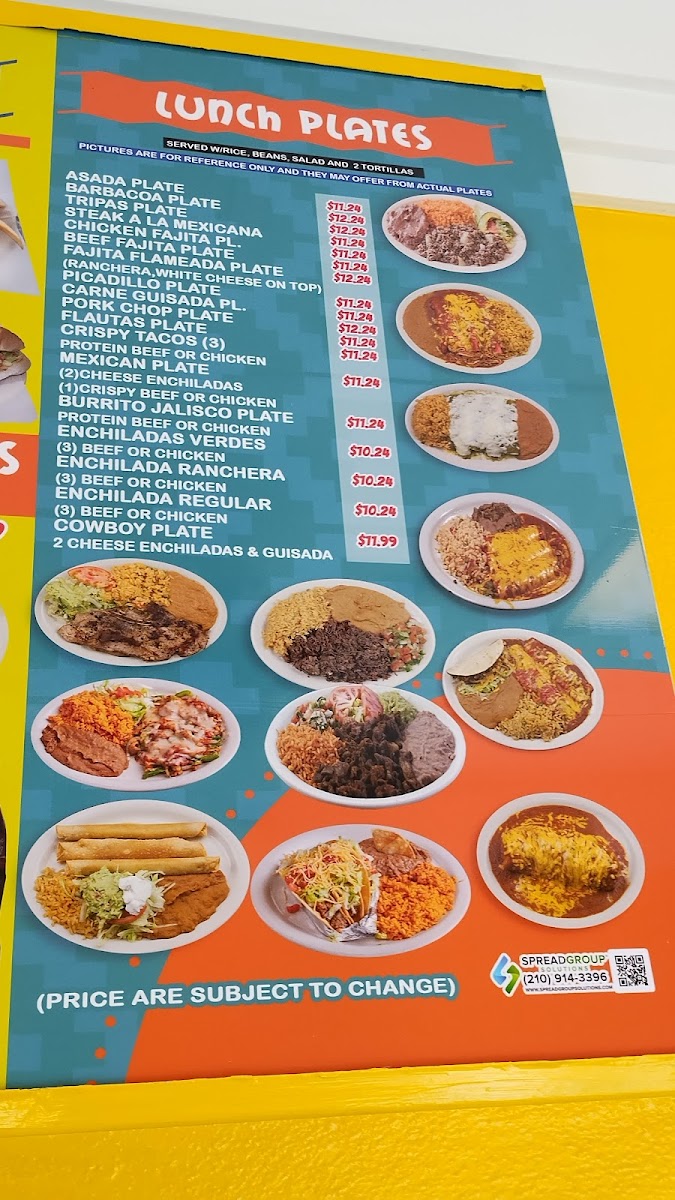 LUNCH PLATES
SERVED W/RICE, BEANS, SALAD AND 2 TORTILLAS
PICTURES ARE FOR REFERENCE ONLY AND THEY MAY OFFER FROM ACTUAL PLATES
ASADA PLATE $11.24
BARBACOA PLATE $12.24
TRIPAS PLATE $12.24
STEAK A LA MEXICANA $11.24
CHICKEN FAJITA PL. $11.24
BEEF FAJITA PLATE $11.24
FAJITA FLAMEADA PLATE $12.24
(RANCHERA,WHITE CHEESE ON TOP)
PICADILLO PLATE $11.24
CARNE GUISADA PL. $11.24
PORK CHOP PLATE $12.24
FLAUTAS PLATE $11.24
CRISPY TACOS (3) $11.24
PROTEIN BEEF OR CHICKEN
MEXICAN PLATE $11.24
(2)CHEESE ENCHILADAS
(1)CRISPY BEEF OR CHICKEN
BURRITO JALISCO PLATE $11.24
PROTEIN BEEF OR CHICKEN
ENCHILADAS VERDES $10.24
(3) BEEF OR CHICKEN
ENCHILADA RANCHERA $10.24
(3) BEEF OR CHICKEN
ENCHILADA REGULAR $10.24
(3) BEEF OR CHICKEN
COWBOY PLATE $11.99
2 CHEESE ENCHILADAS & GUISADA
(PRICE ARE SUBJECT TO CHANGE)
SPREADGROUP
SOLUTIONS
(210) 914-3396
WWW.SPREADGROUPSOLUTIONS.COM
S